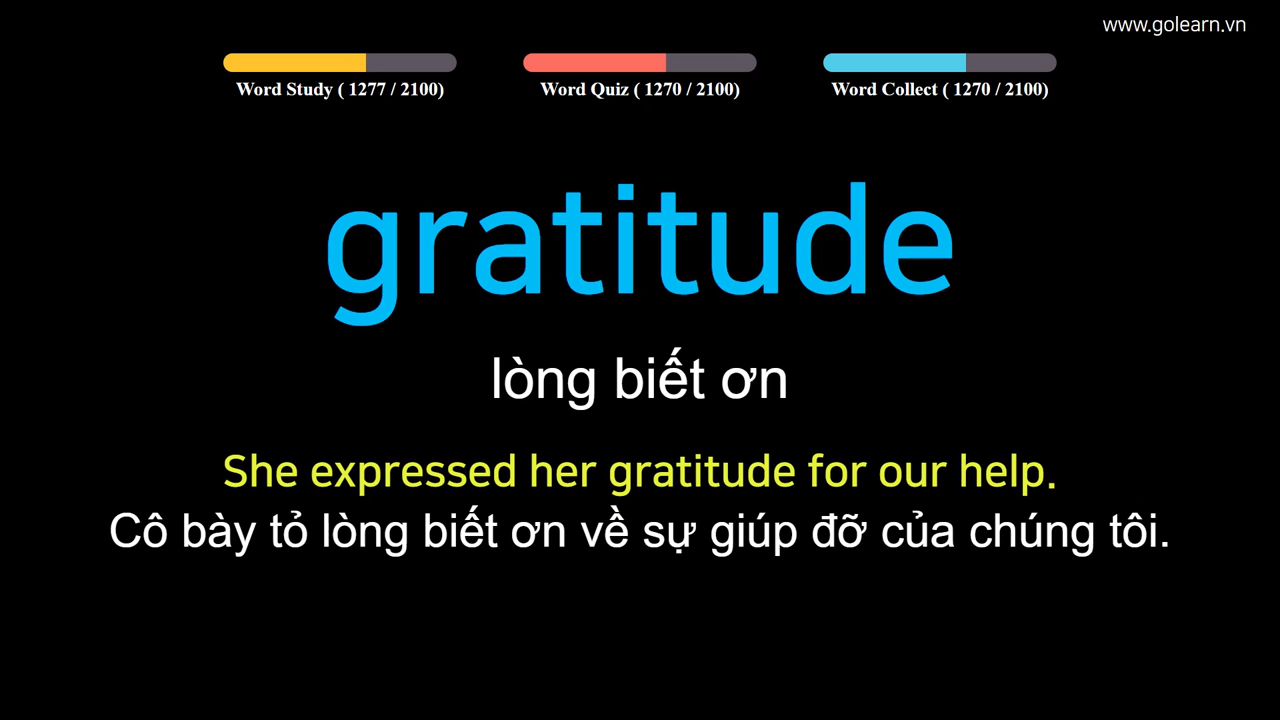 www.golearn.vn
Word Study ( 1277 / 2100)
Word Quiz ( 1270 / 2100)
Word Collect ( 1270 / 2100)
gratitude
lòng biết ơn
She expressed her gratitude for our help.
Cô bày tỏ lòng biết ơn về sự giúp đỡ của chúng tôi.